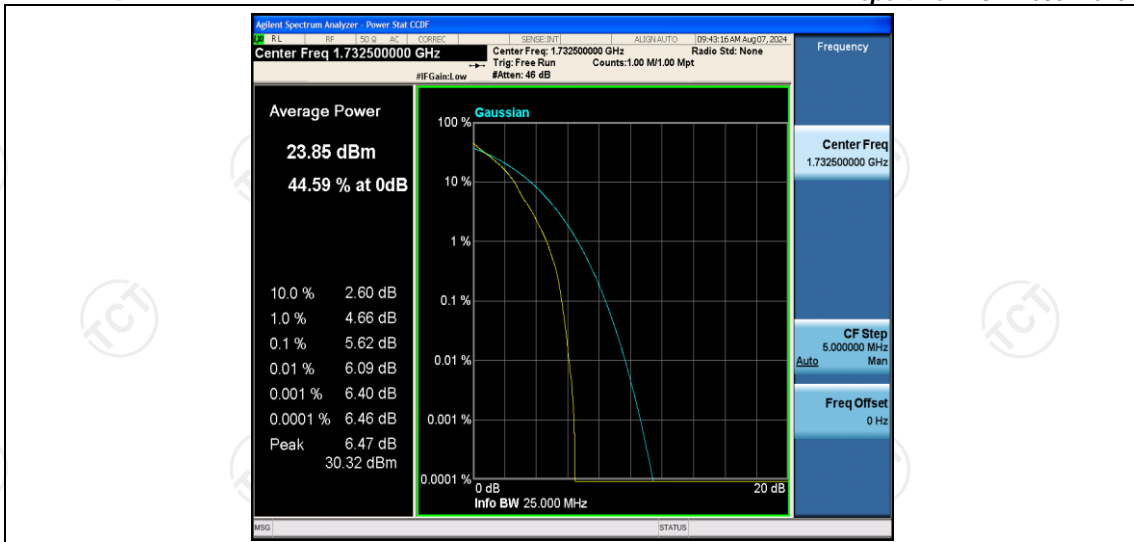 Agilent Spectrum Analyzer - Power Stat CCDF
RL RF 50 Ω AC CORREC SENSE:INT ALIGN AUTO 09:43:16 AM Aug 07, 2024
Center Freq 1.732500000 GHz
Center Freq: 1.732500000 GHz Radio Std: None
Trig: Free Run Counts:1.00 M/1.00 Mpt
#IFGain:Low #Atten: 46 dB
Frequency
Average Power
23.85 dBm
44.59 % at 0dB
10.0 % 2.60 dB
1.0 % 4.66 dB
0.1 % 5.62 dB
0.01 % 6.09 dB
0.001 % 6.40 dB
0.0001 % 6.46 dB
Peak 6.47 dB
30.32 dBm
Gaussian
100 %
10 %
1 %
0.1 %
0.01 %
0.001 %
0.0001 %
0 dB 20 dB
Info BW 25.000 MHz
Center Freq
1.732500000 GHz
CF Step
5.000000 MHz
Auto Man
Freq Offset
0 Hz
MSG STATUS
TCT
TCT